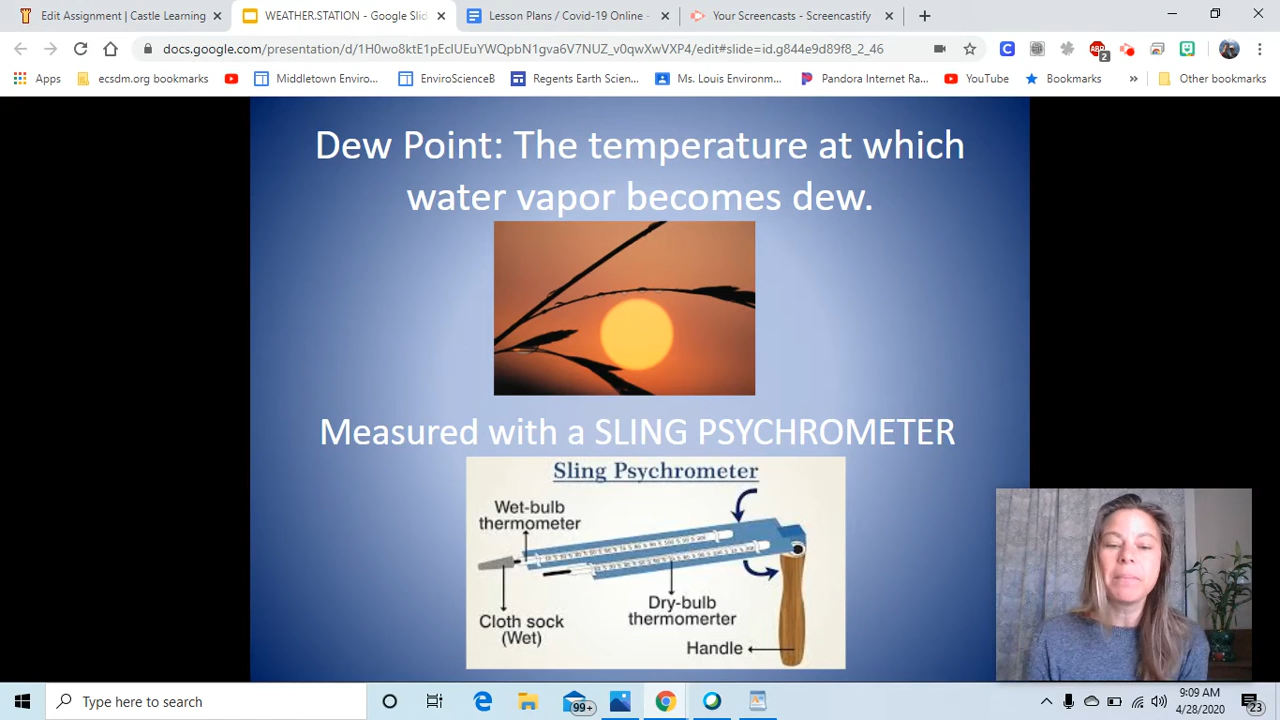 Edit Assignment | Castle Learning
WEATHER.STATION - Google Slid
Lesson Plans / Covid-19 Online -
Your Screencasts - Screencastify
docs.google.com/presentation/d/1H0wo8ktE1pEcIUEuYWQpbN1gva6V7NUZ_v0qwXwVXP4/edit#slide=id.g844e9d89f8_2_46
ABP
2
Apps
ecsdm.org bookmarks
Middletown Enviro...
EnviroScienceB
Regents Earth Scien...
Ms. Louis Environm...
Pandora Internet Ra...
YouTube
Bookmarks
»
Other bookmarks
Dew Point: The temperature at which
water vapor becomes dew.
Measured with a SLING PSYCHROMETER
Sling Psychrometer
Wet-bulb
thermometer
Cloth sock
(Wet)
Dry-bulb
thermomerter
Handle
Type here to search
99+
9:09 AM
4/28/2020
23